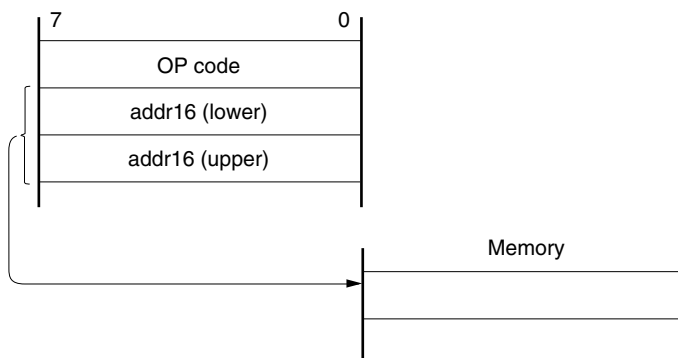 7 0
OP code
addr16 (lower)
addr16 (upper)
Memory